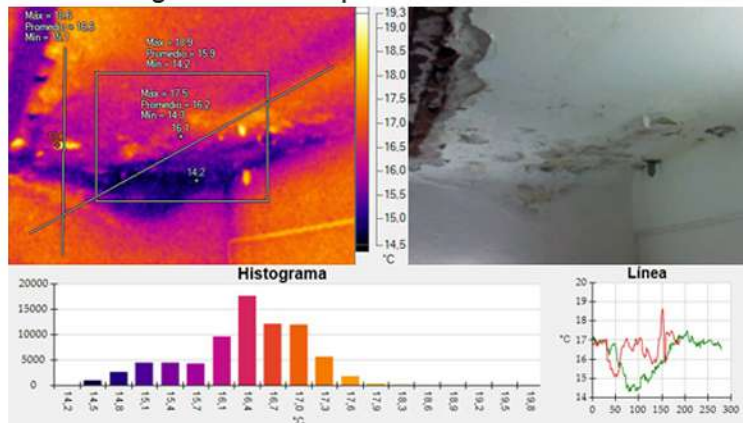 Máx = 18,9
Promedio = 15,9
Mín = 14,2
Máx = 17,5
Promedio = 16,2
Mín = 14,3
16,1
14,2
19,3
19,0
18,5
18,0
17,5
17,0
16,5
16,0
15,5
15,0
14,5
°C
Histograma
20000
15000
10000
5000
0
14,2 14,5 14,8 15,1 15,4 15,7 16,1 16,4 16,7 17,0 17,3 17,6 17,9 18,3 18,6 18,9 19,2 19,5 19,8
°C
Línea
20
19
18
17
16
15
14
°C
0 50 100 150 200 250 300